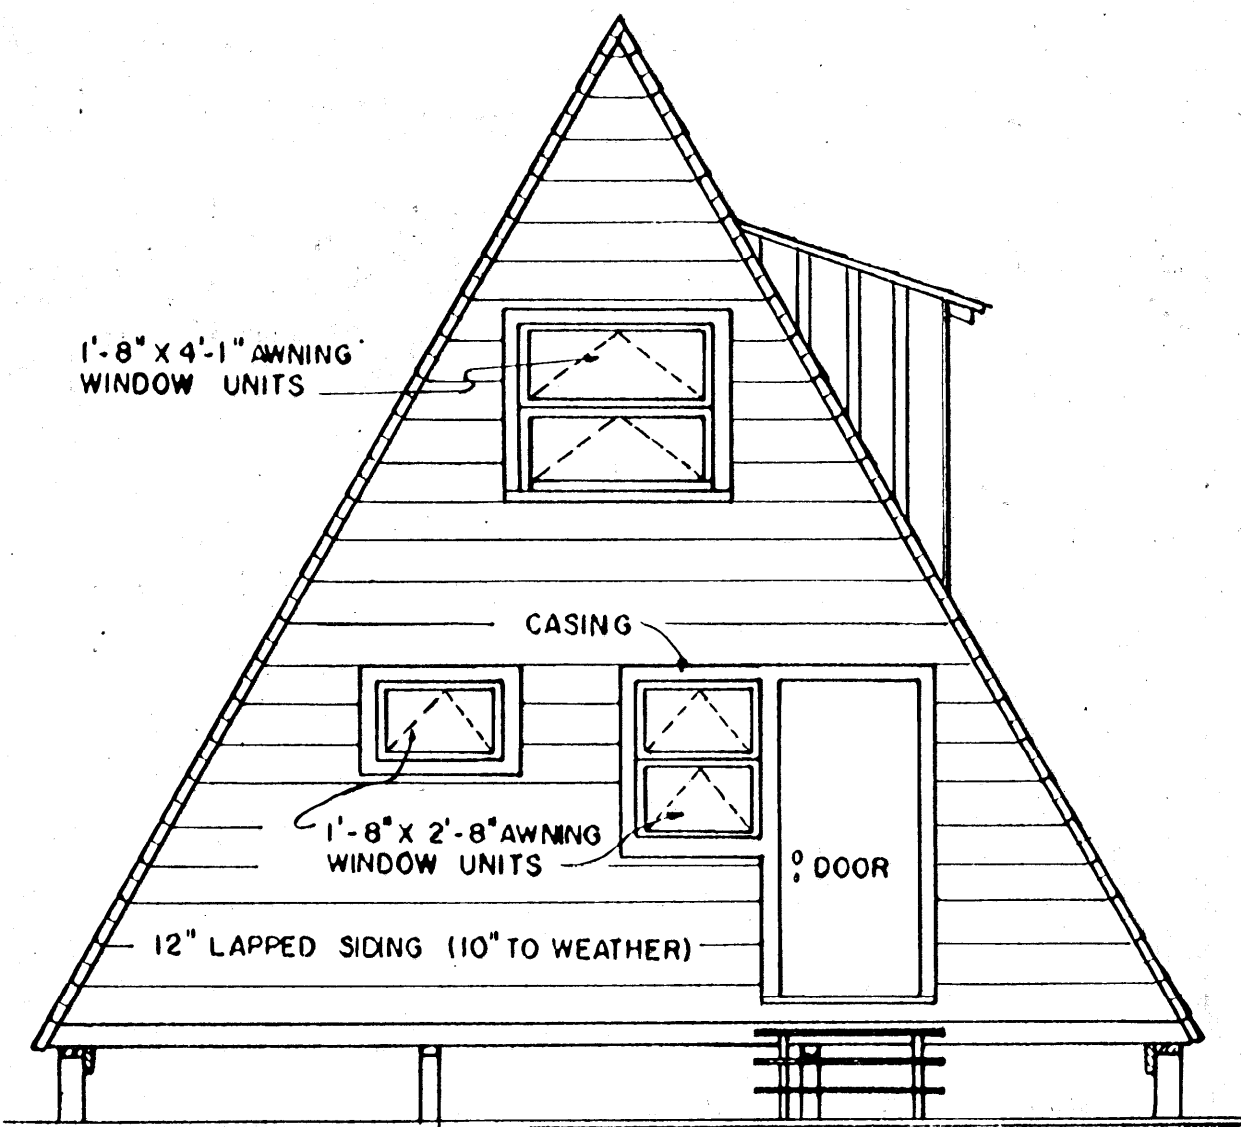 1'-8" X 4'-1" AWNING
WINDOW UNITS
CASING
1'-8" X 2'-8" AWNING
WINDOW UNITS
DOOR
12" LAPPED SIDING (10" TO WEATHER)